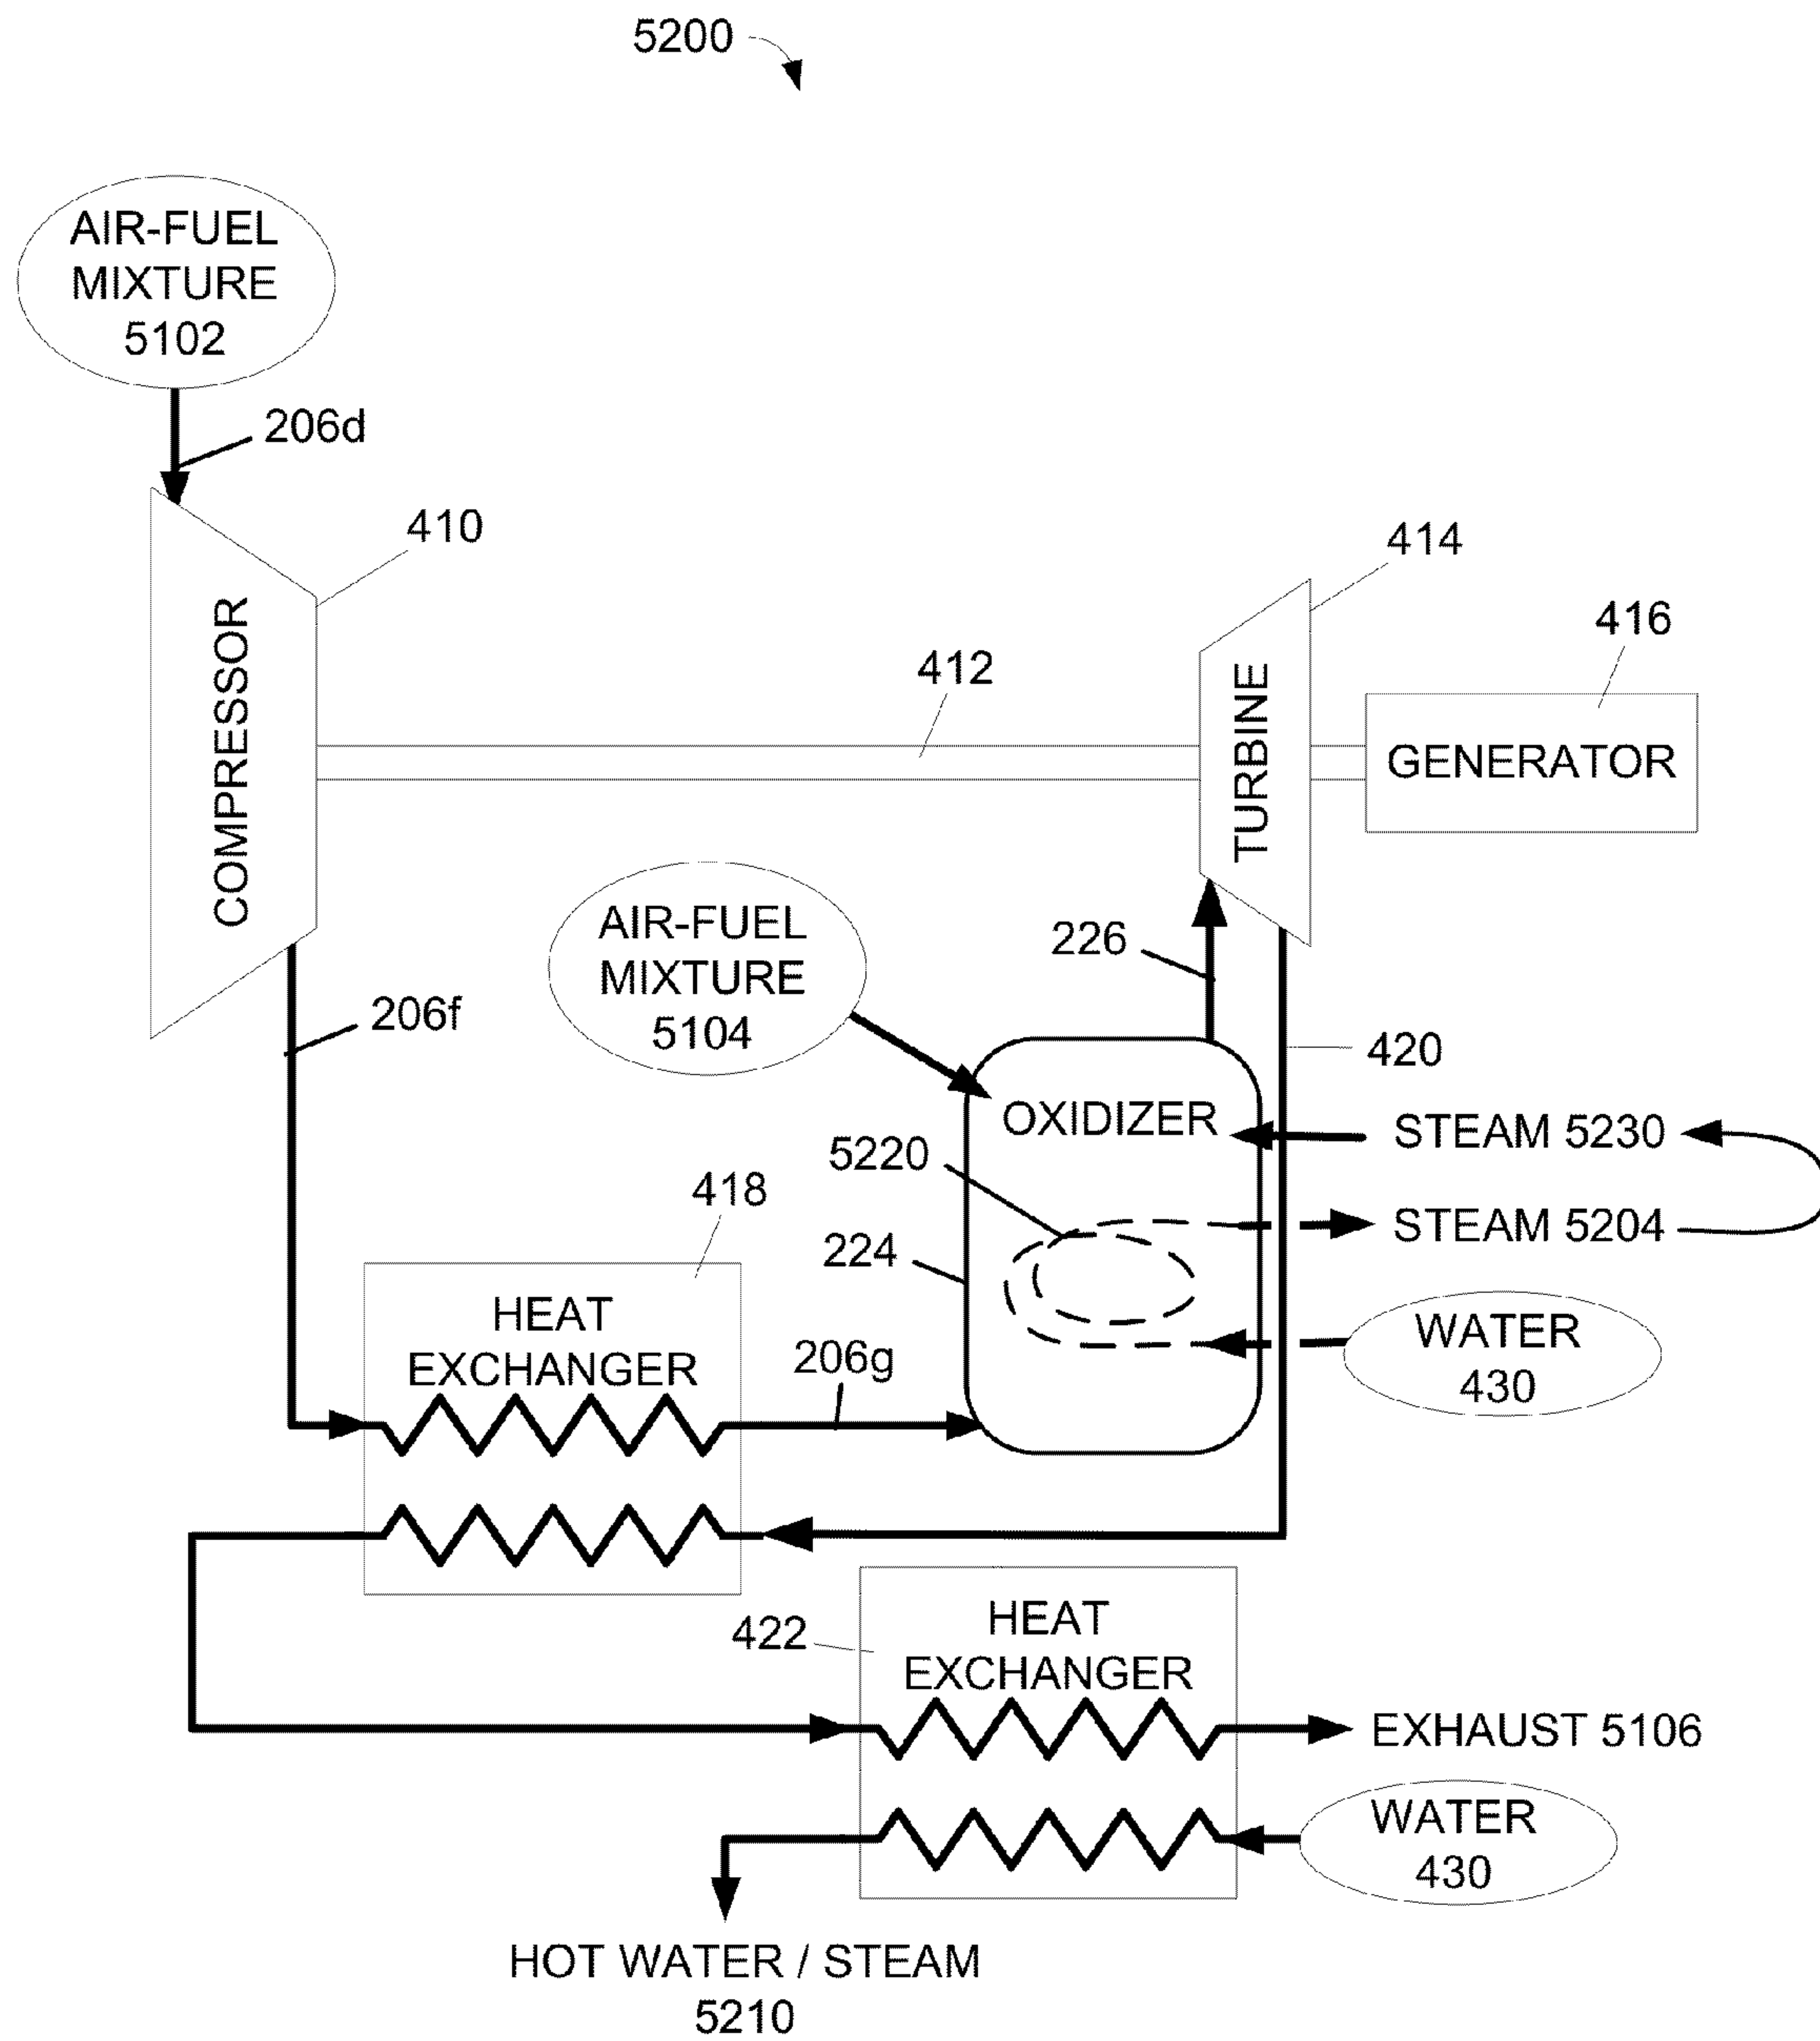 5200
AIR-FUEL
MIXTURE
5102
206d
410
414
416
412
COMPRESSOR
TURBINE
GENERATOR
AIR-FUEL
MIXTURE
5104
226
206f
420
OXIDIZER
STEAM 5230
5220
418
STEAM 5204
224
HEAT
EXCHANGER
WATER
430
206g
HEAT
EXCHANGER
422
EXHAUST 5106
WATER
430
HOT WATER / STEAM
5210